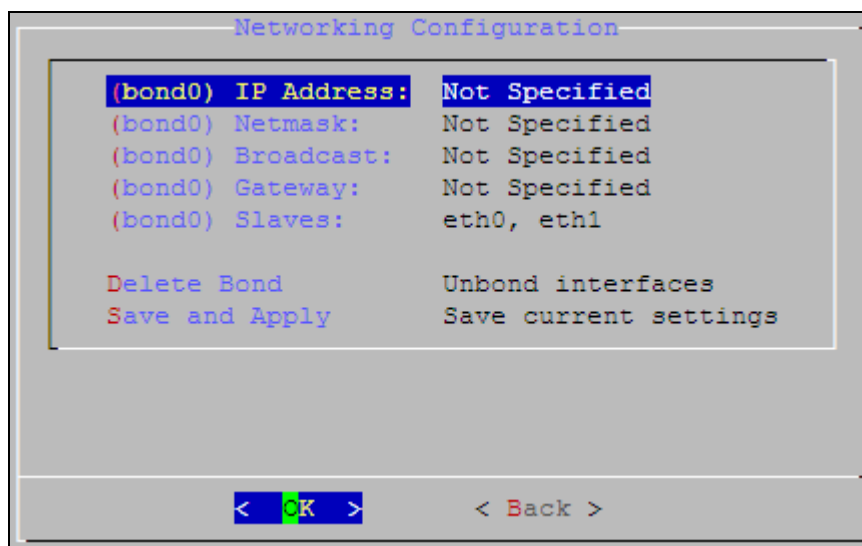 Networking Configuration
(bond0) IP Address: Not Specified
(bond0) Netmask: Not Specified
(bond0) Broadcast: Not Specified
(bond0) Gateway: Not Specified
(bond0) Slaves: eth0, eth1
Delete Bond Unbond interfaces
Save and Apply Save current settings
< OK > < Back >